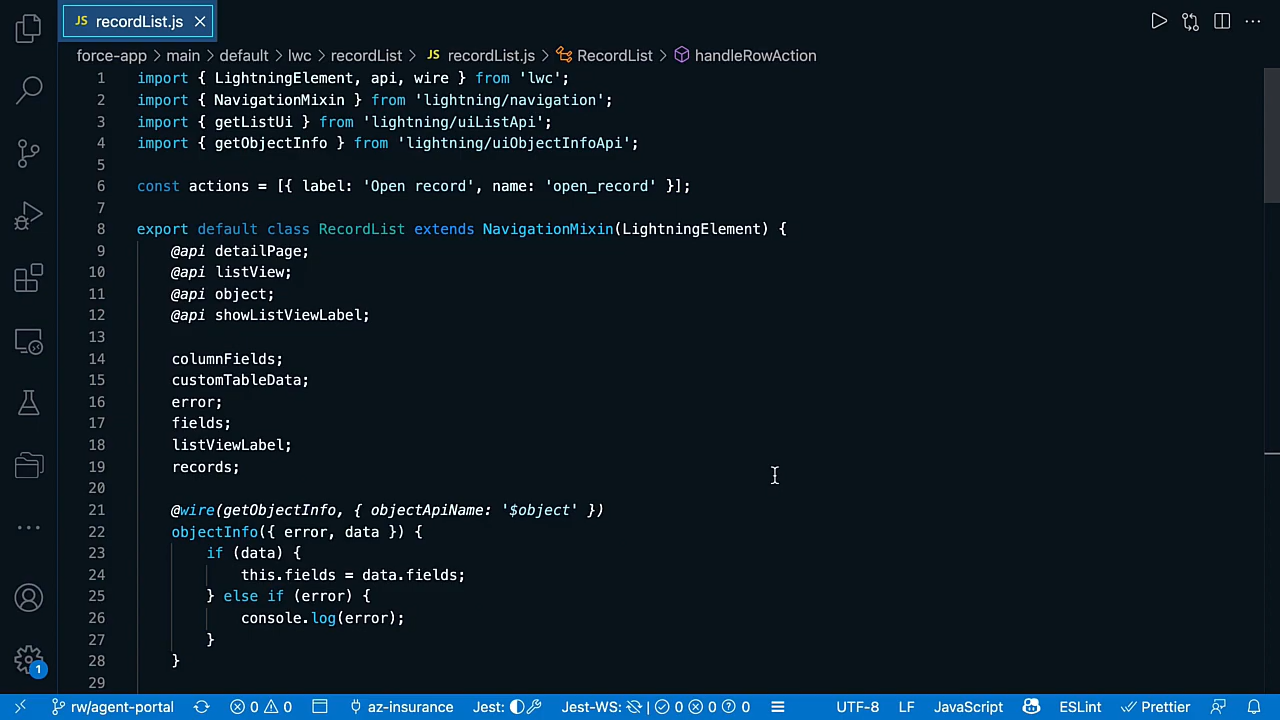 JS recordList.js
force-app main default lwc recordList JS recordList.js RecordList handleRowAction
1 import { LightningElement, api, wire } from 'lwc';
2 import { NavigationMixin } from 'lightning/navigation';
3 import { getListUi } from 'lightning/uiListApi';
4 import { getObjectInfo } from 'lightning/uiObjectInfoApi';
5
6 const actions = [{ label: 'Open record', name: 'open_record' }];
7
8 export default class RecordList extends NavigationMixin(LightningElement) {
9 @api detailPage;
10 @api listView;
11 @api object;
12 @api showListViewLabel;
13
14 columnFields;
15 customTableData;
16 error;
17 fields;
18 listViewLabel;
19 records;
20
21 @wire(getObjectInfo, { objectApiName: '$object' })
22 objectInfo({ error, data }) {
23 if (data) {
24 this.fields = data.fields;
25 } else if (error) {
26 console.log(error);
27 }
28 }
29
1
rw/agent-portal 0 0 az-insurance Jest: Jest-WS: | 0 0 0 UTF-8 LF JavaScript ESLint Prettier